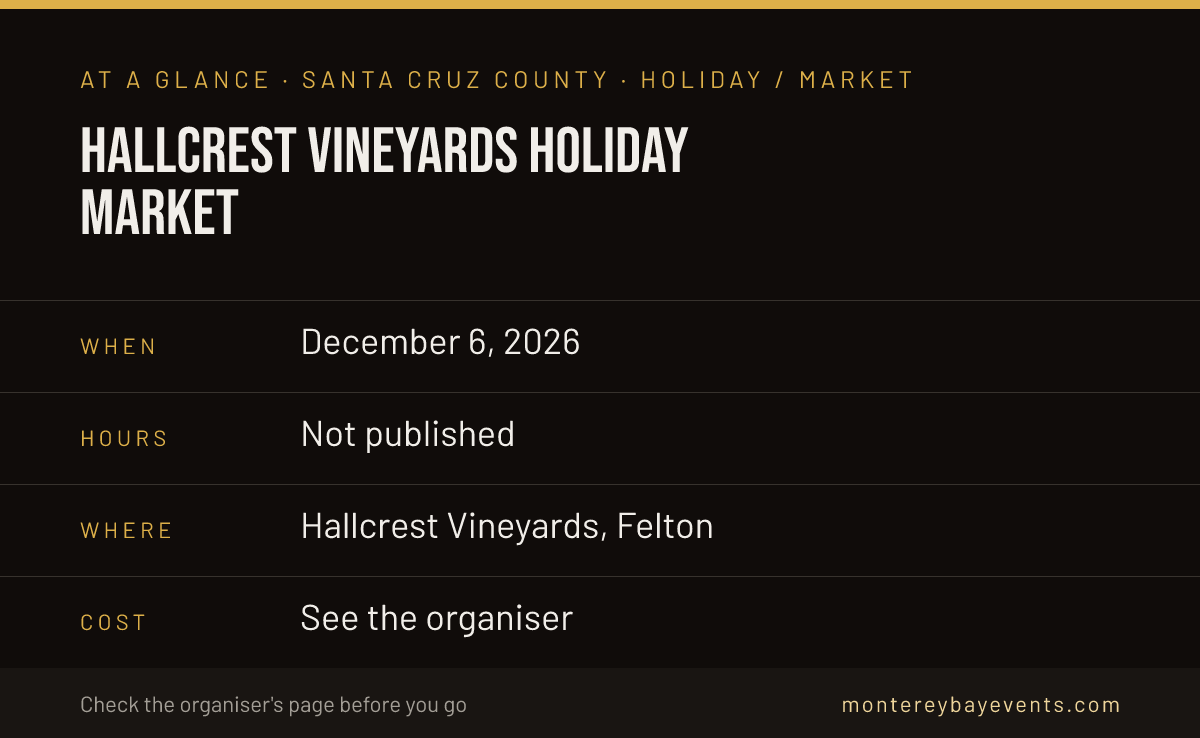 AT A GLANCE · SANTA CRUZ COUNTY · HOLIDAY / MARKET
HALLCREST VINEYARDS HOLIDAY
MARKET
WHEN December 6, 2026
HOURS Not published
WHERE Hallcrest Vineyards, Felton
COST See the organiser
Check the organiser's page before you go montereybayevents.com